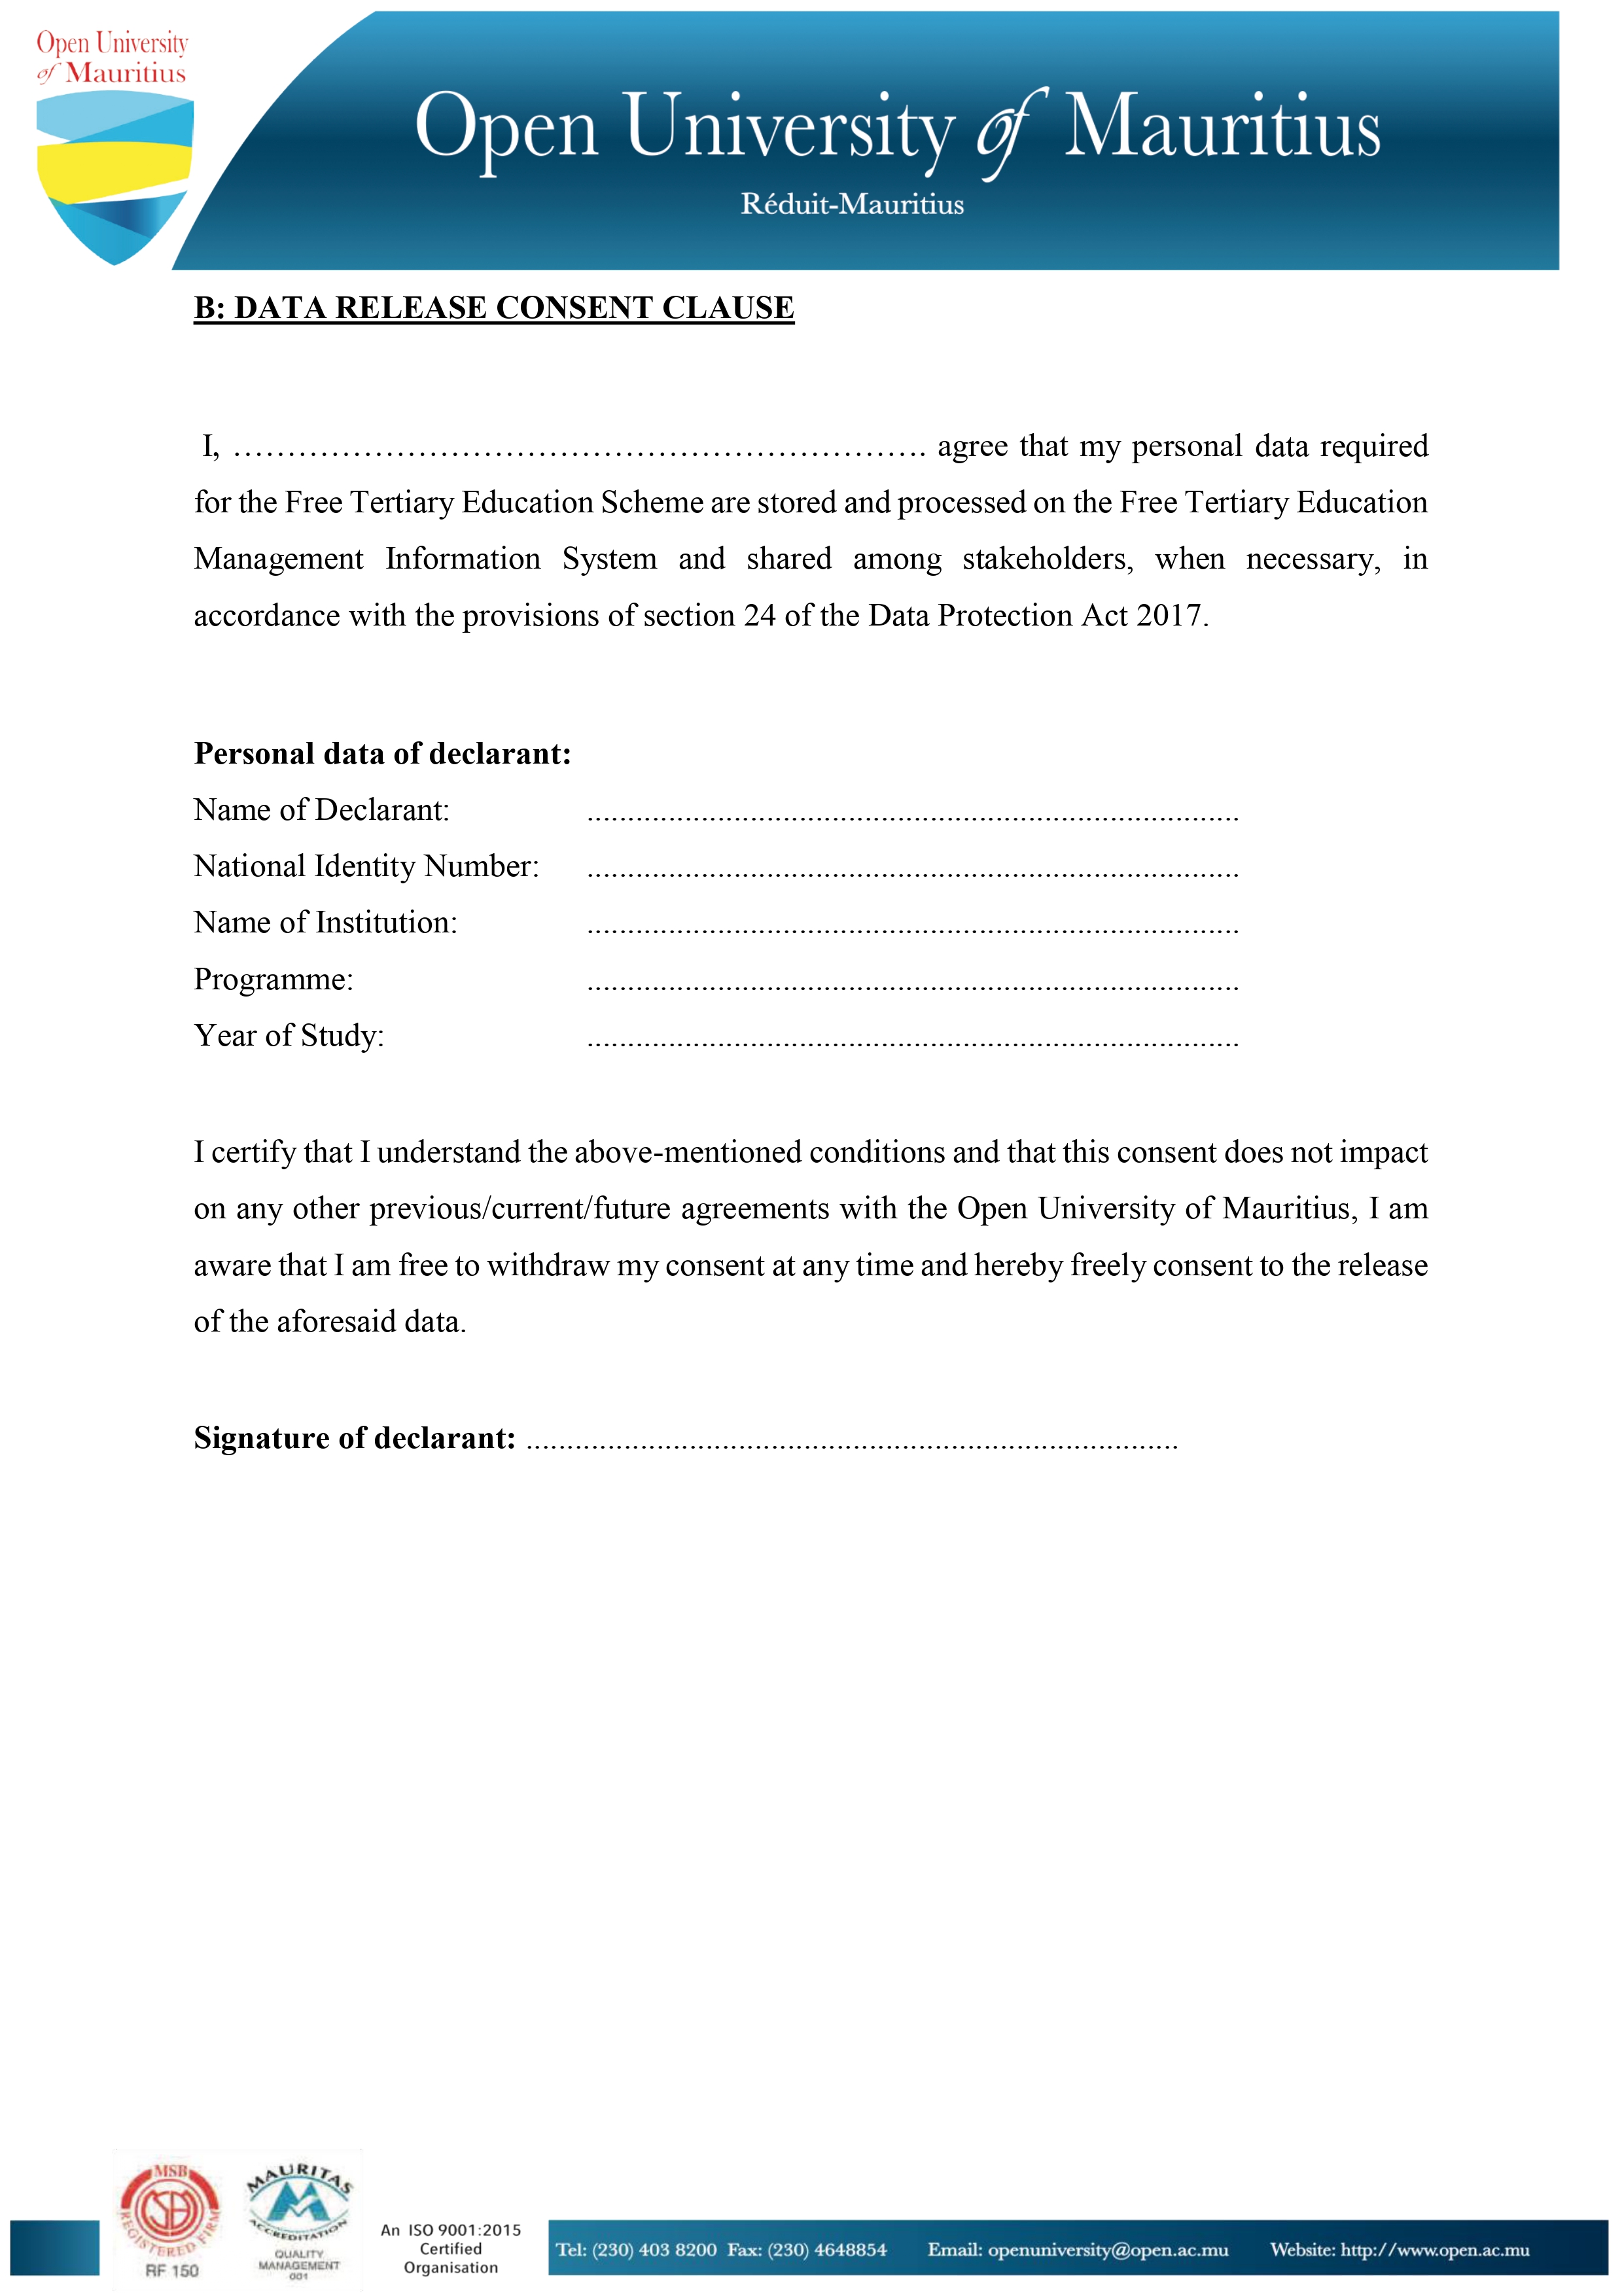 Open University
of Mauritius
Open University of Mauritius
Réduit-Mauritius
B: DATA RELEASE CONSENT CLAUSE
I, ……………………………………………………………. agree that my personal data required
for the Free Tertiary Education Scheme are stored and processed on the Free Tertiary Education
Management Information System and shared among stakeholders, when necessary, in
accordance with the provisions of section 24 of the Data Protection Act 2017.
Personal data of declarant:
Name of Declarant: ................................................................................
National Identity Number: ................................................................................
Name of Institution: ................................................................................
Programme: ................................................................................
Year of Study: ................................................................................
I certify that I understand the above-mentioned conditions and that this consent does not impact
on any other previous/current/future agreements with the Open University of Mauritius, I am
aware that I am free to withdraw my consent at any time and hereby freely consent to the release
of the aforesaid data.
Signature of declarant: ................................................................................
MSB
REGISTERED FIRM
RF 150
MAURITAS
ACCREDITATION
QUALITY
MANAGEMENT
001
An ISO 9001:2015
Certified
Organisation
Tel: (230) 403 8200 Fax: (230) 4648854 Email: openuniversity@open.ac.mu Website: http://www.open.ac.mu